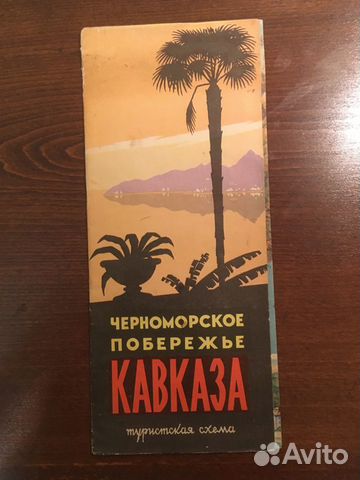 ЧЕРНОМОРСКОЕ
ПОБЕРЕЖЬЕ
КАВКАЗА
туристская схема
Avito